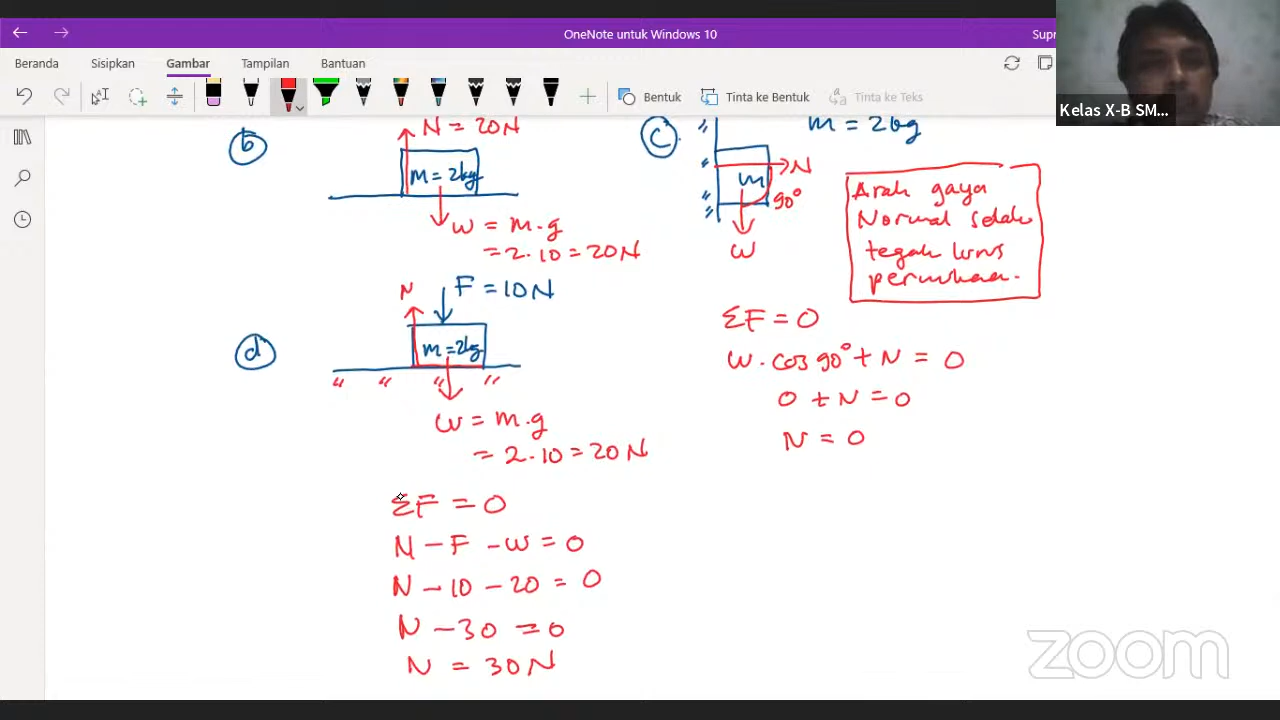 OneNote untuk Windows 10
Supr
Beranda
Sisipkan
Gambar
Tampilan
Bantuan
Bentuk
Tinta ke Bentuk
Tinta ke Teks
Kelas X-B SM...
b
N = 20N
m = 2kg
W = m.g
= 2.10 = 20N
c
m = 2kg
N
m
90°
W
Arah gaya
Normal selalu
tegak lurus
permukaan.
ΣF = 0
W. cos 90° + N = 0
0 + N = 0
N = 0
d
N
F = 10N
m = 2kg
W = m.g
= 2.10 = 20N
ΣF = 0
N - F - W = 0
N - 10 - 20 = 0
N - 30 = 0
N = 30N
zoom